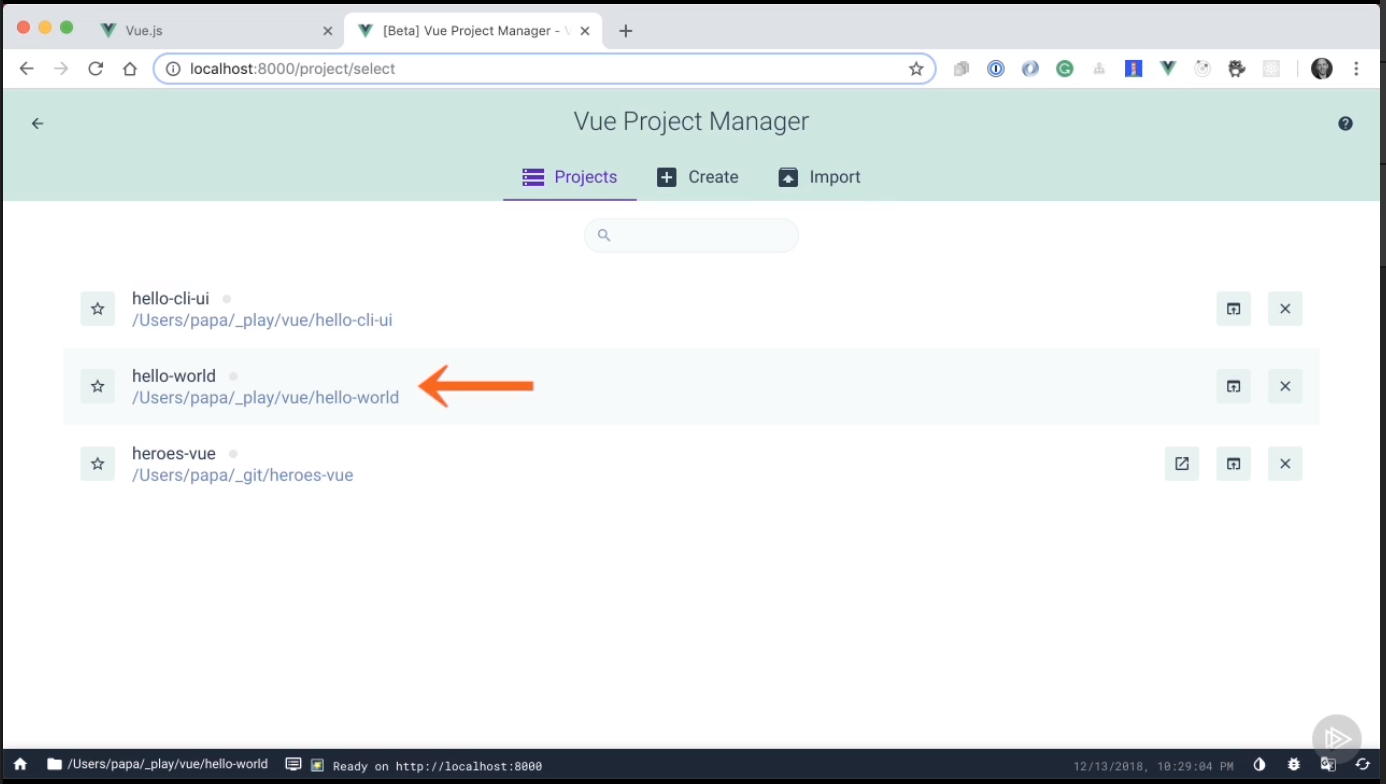 Vue.js
[Beta] Vue Project Manager - V
localhost:8000/project/select
Vue Project Manager
Projects
Create
Import
hello-cli-ui
/Users/papa/_play/vue/hello-cli-ui
hello-world
/Users/papa/_play/vue/hello-world
heroes-vue
/Users/papa/_git/heroes-vue
/Users/papa/_play/vue/hello-world
Ready on http://localhost:8000
12/13/2018, 10:29:04 PM